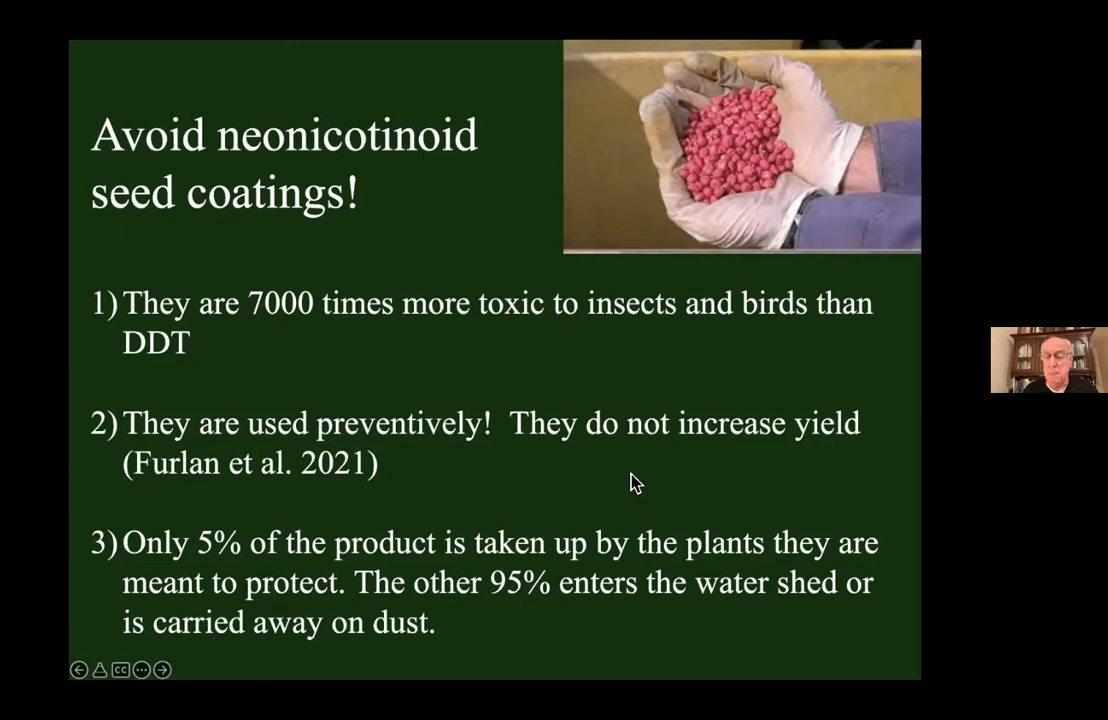 Avoid neonicotinoid
seed coatings!
1) They are 7000 times more toxic to insects and birds than
DDT
2) They are used preventively!  They do not increase yield
(Furlan et al. 2021)
3) Only 5% of the product is taken up by the plants they are
meant to protect. The other 95% enters the water shed or
is carried away on dust.
CC